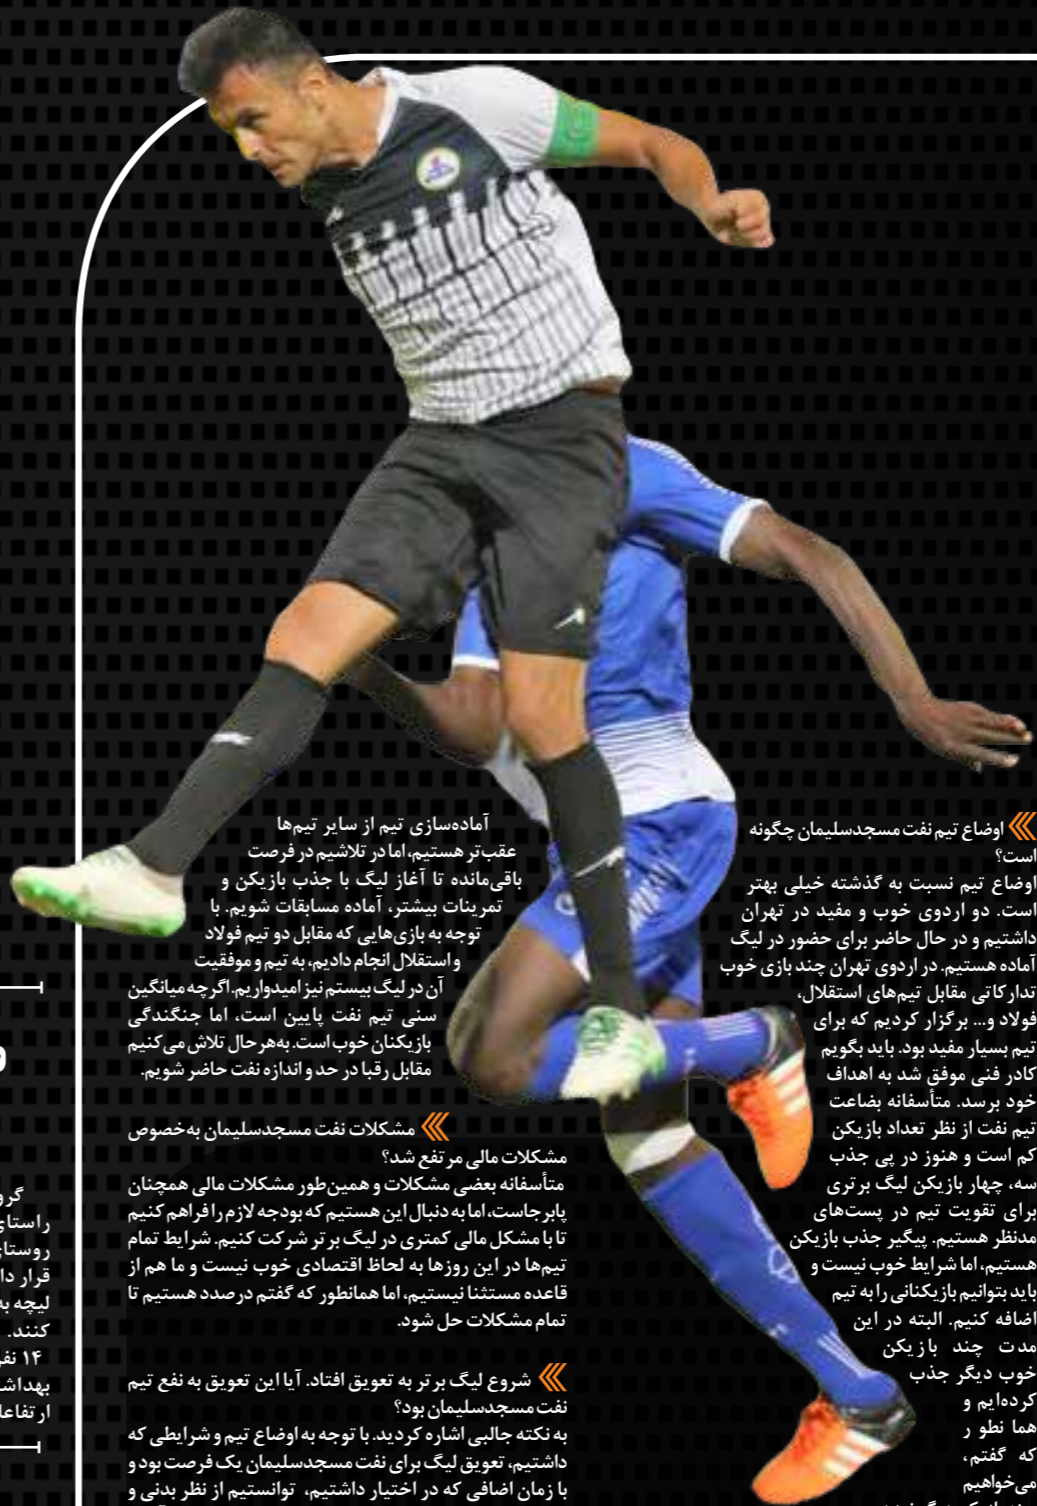 اوضاع تیم نفت مسجدسلیمان چگونه
است؟
اوضاع تیم نسبت به گذشته خیلی بهتر
است. دو اردوی خوب و مفید در تهران
داشتیم و در حال حاضر برای حضور در لیگ
آماده هستیم. در اردوی تهران چند بازی خوب
تدارکاتی مقابل تیم‌های استقلال،
فولاد و... برگزار کردیم که برای
تیم بسیار مفید بود. باید بگویم
کادر فنی موفق شد به اهداف
خود برسد. متأسفانه بضاعت
تیم نفت از نظر تعداد بازیکن
کم است و هنوز در پی جذب
سه، چهار بازیکن لیگ برتری
برای تقویت تیم در پست‌های
مدنظر هستیم. پیگیر جذب بازیکن
هستیم، اما شرایط خوب نیست و
باید بتوانیم بازیکنانی را به تیم
اضافه کنیم. البته در این
مدت چند بازیکن
خوب دیگر جذب
کرده‌ایم و
هما نطو ر
که گفتم،
می‌خواهیم
آماده‌سازی تیم از سایر تیم‌ها
عقب‌تر هستیم، اما در تلاشیم در فرصت
باقی‌مانده تا آغاز لیگ با جذب بازیکن و
تمرینات بیشتر، آماده مسابقات شویم. با
توجه به بازی‌هایی که مقابل دو تیم فولاد
و استقلال انجام دادیم، به تیم و موفقیت
آن در لیگ بیستم نیز امیدواریم. اگرچه میانگین
سنی تیم نفت پایین است، اما جنگندگی
بازیکنان خوب است. به‌هرحال تلاش می‌کنیم
مقابل رقبا در حد و اندازه نفت حاضر شویم.
مشکلات نفت مسجدسلیمان به‌خصوص
مشکلات مالی مرتفع شد؟
متأسفانه بعضی مشکلات و همین‌طور مشکلات مالی همچنان
پابرجاست، اما به دنبال این هستیم که بودجه لازم را فراهم کنیم
تا با مشکل مالی کمتری در لیگ برتر شرکت کنیم. شرایط تمام
تیم‌ها در این روزها به لحاظ اقتصادی خوب نیست و ما هم از
قاعده مستثنا نیستیم، اما همانطور که گفتم درصدد هستیم تا
تمام مشکلات حل شود.
شروع لیگ برتر به تعویق افتاد. آیا این تعویق به نفع تیم
نفت مسجدسلیمان بود؟
به نکته جالبی اشاره کردید. با توجه به اوضاع تیم و شرایطی که
داشتیم، تعویق لیگ برای نفت مسجدسلیمان یک فرصت بود و
با زمان اضافی که در اختیار داشتیم، توانستیم از نظر بدنی و
گرو
راستای
روستای
قرار دا
لیچه به
کنند.
۱۴ نفر
بهداش
ارتفاعا